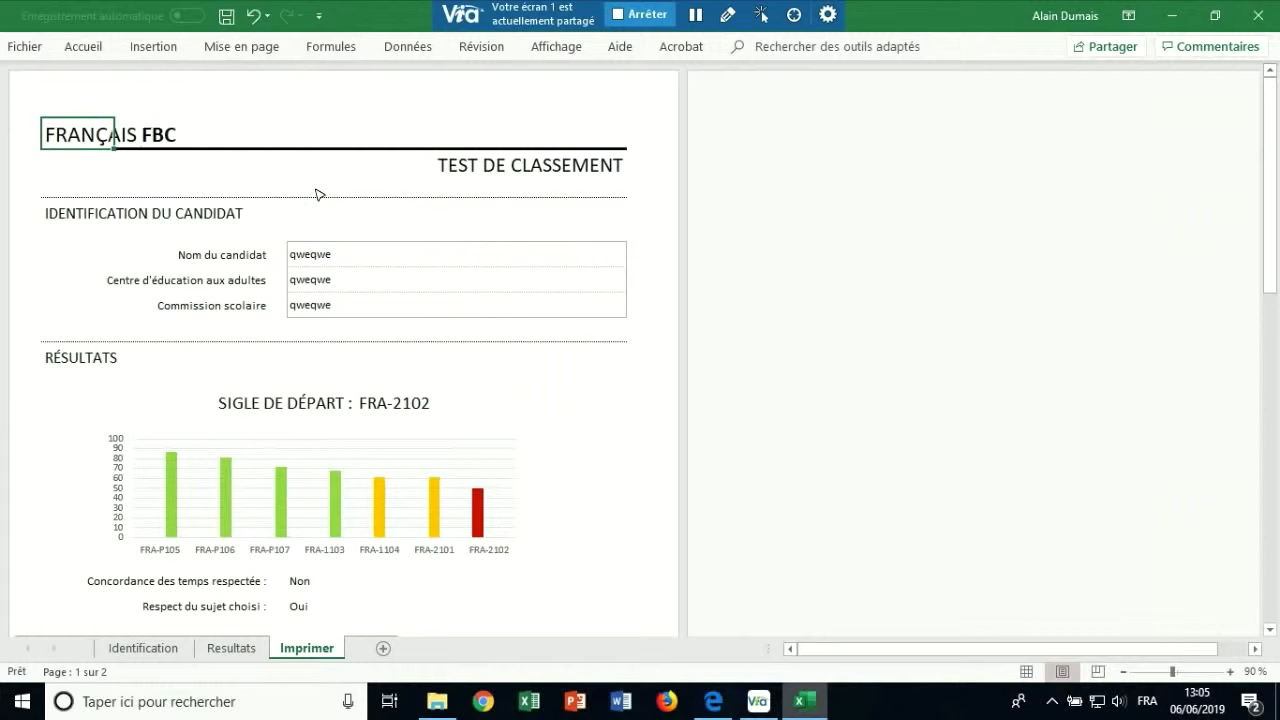 Enregistrement automatique
Vía
Votre écran 1 est
actuellement partagé
Arrêter
Alain Dumais
Fichier Accueil Insertion Mise en page Formules Données Révision Affichage Aide Acrobat Rechercher des outils adaptés Partager Commentaires
FRANÇAIS FBC
TEST DE CLASSEMENT
IDENTIFICATION DU CANDIDAT
Nom du candidat qweqwe
Centre d'éducation aux adultes qweqwe
Commission scolaire qweqwe
RÉSULTATS
SIGLE DE DÉPART : FRA-2102
100
90
80
70
60
50
40
30
20
10
0
FRA-P105 FRA-P106 FRA-P107 FRA-1103 FRA-1104 FRA-2101 FRA-2102
Concordance des temps respectée : Non
Respect du sujet choisi : Oui
Identification Resultats Imprimer
Prêt Page : 1 sur 2 90 %
Taper ici pour rechercher
FRA
13:05
06/06/2019
2